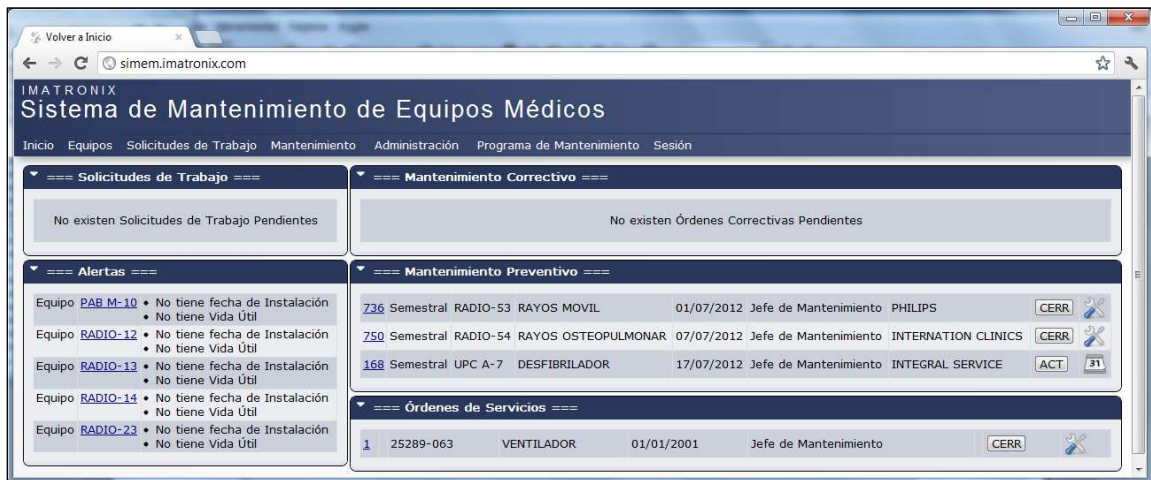 Volver a Inicio
simem.imatronix.com
IMATRONIX
Sistema de Mantenimiento de Equipos Médicos
Inicio Equipos Solicitudes de Trabajo Mantenimiento Administración Programa de Mantenimiento Sesión
=== Solicitudes de Trabajo ===
No existen Solicitudes de Trabajo Pendientes
=== Mantenimiento Correctivo ===
No existen Órdenes Correctivas Pendientes
=== Alertas ===
Equipo PAB M-10 • No tiene fecha de Instalación
• No tiene Vida Útil
Equipo RADIO-12 • No tiene fecha de Instalación
• No tiene Vida Útil
Equipo RADIO-13 • No tiene fecha de Instalación
• No tiene Vida Útil
Equipo RADIO-14 • No tiene fecha de Instalación
• No tiene Vida Útil
Equipo RADIO-23 • No tiene fecha de Instalación
• No tiene Vida Útil
=== Mantenimiento Preventivo ===
736 Semestral RADIO-53 RAYOS MOVIL 01/07/2012 Jefe de Mantenimiento PHILIPS CERR
750 Semestral RADIO-54 RAYOS OSTEOPULMONAR 07/07/2012 Jefe de Mantenimiento INTERNATION CLINICS CERR
168 Semestral UPC A-7 DESFIBRILADOR 17/07/2012 Jefe de Mantenimiento INTEGRAL SERVICE ACT 31
=== Órdenes de Servicios ===
1 25289-063 VENTILADOR 01/01/2001 Jefe de Mantenimiento CERR